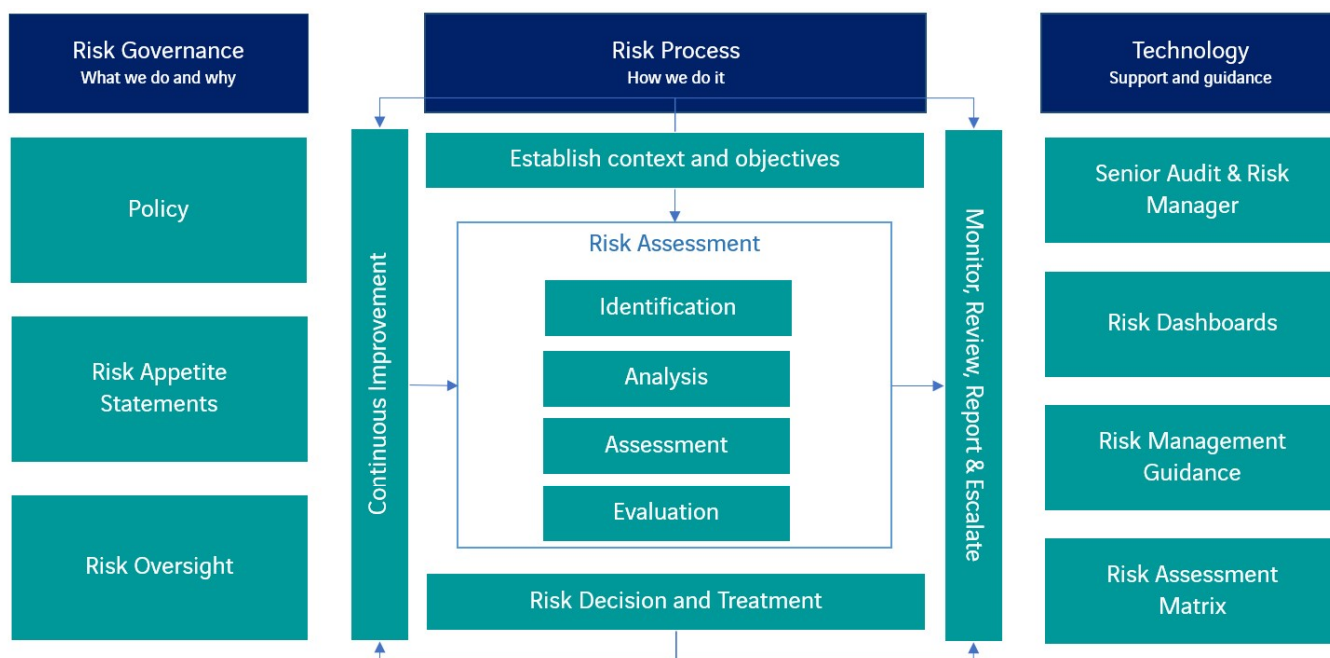 Risk Governance
What we do and why
Policy
Risk Appetite
Statements
Risk Oversight
Risk Process
How we do it
Continuous Improvement
Establish context and objectives
Risk Assessment
Identification
Analysis
Assessment
Evaluation
Risk Decision and Treatment
Monitor, Review, Report & Escalate
Technology
Support and guidance
Senior Audit & Risk
Manager
Risk Dashboards
Risk Management
Guidance
Risk Assessment
Matrix